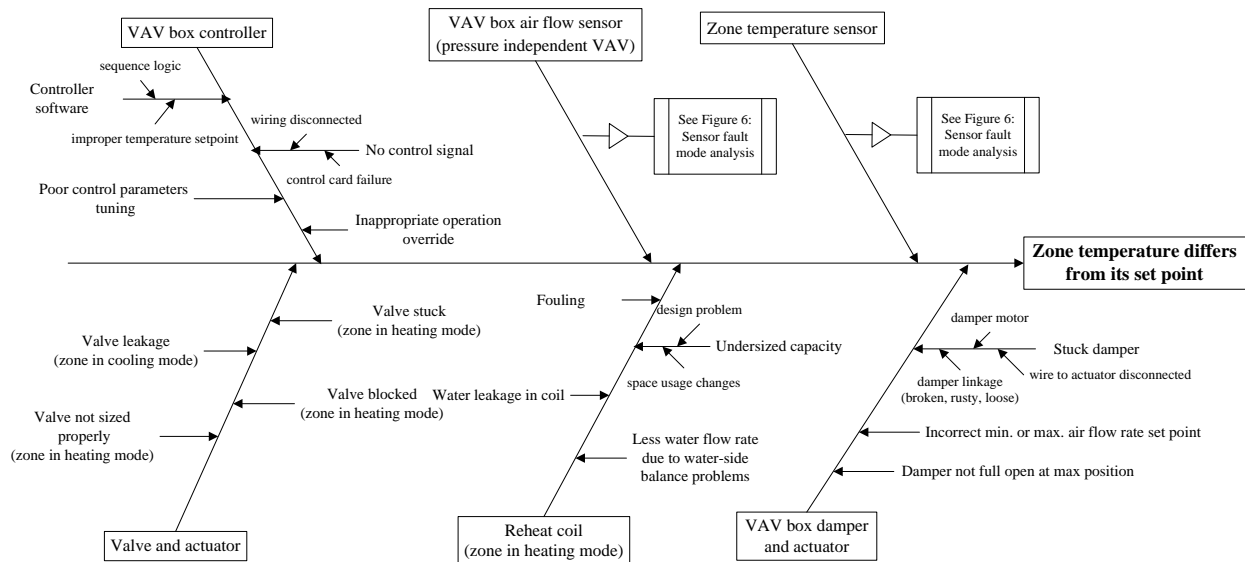 VAV box controller
VAV box air flow sensor
(pressure independent VAV)
Zone temperature sensor
sequence logic
Controller
software
improper temperature setpoint
wiring disconnected
No control signal
control card failure
Poor control parameters
tuning
Inappropriate operation
override
See Figure 6:
Sensor fault
mode analysis
See Figure 6:
Sensor fault
mode analysis
Zone temperature differs
from its set point
Valve stuck
(zone in heating mode)
Valve leakage
(zone in cooling mode)
Valve blocked
(zone in heating mode)
Valve not sized
properly
(zone in heating mode)
Valve and actuator
Fouling
design problem
Undersized capacity
space usage changes
Water leakage in coil
Less water flow rate
due to water-side
balance problems
Reheat coil
(zone in heating mode)
damper motor
Stuck damper
wire to actuator disconnected
damper linkage
(broken, rusty, loose)
Incorrect min. or max. air flow rate set point
Damper not full open at max position
VAV box damper
and actuator